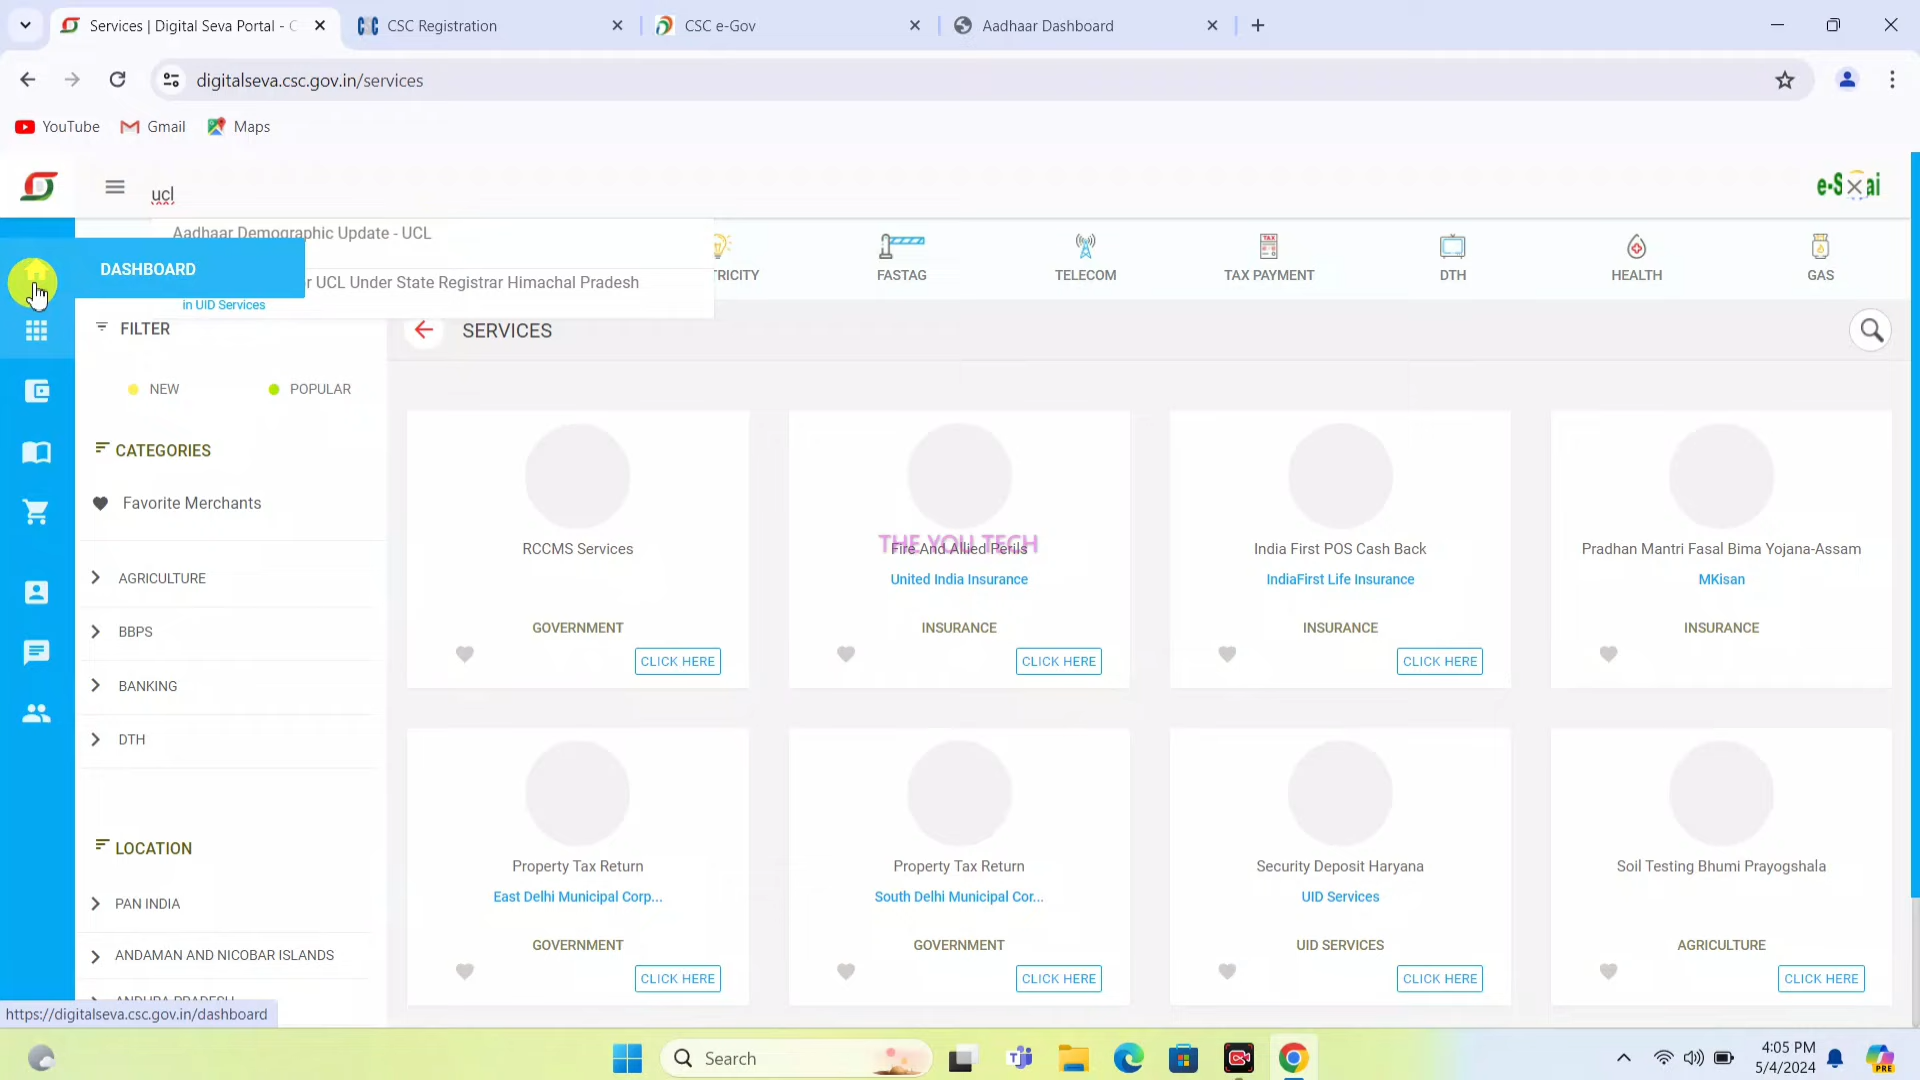 Services | Digital Seva Portal - C
CSC Registration
CSC e-Gov
Aadhaar Dashboard
digitalseva.csc.gov.in/services
YouTube
Gmail
Maps
ucl
Aadhaar Demographic Update - UCL
r UCL Under State Registrar Himachal Pradesh
in UID Services
DASHBOARD
TRICITY
FASTAG
TELECOM
TAX
TAX PAYMENT
DTH
HEALTH
GAS
FILTER
SERVICES
NEW
POPULAR
CATEGORIES
Favorite Merchants
AGRICULTURE
BBPS
BANKING
DTH
LOCATION
PAN INDIA
ANDAMAN AND NICOBAR ISLANDS
ANDHRA PRADESH
RCCMS Services
GOVERNMENT
CLICK HERE
THE YOU TECH
Fire And Allied Perils
United India Insurance
INSURANCE
CLICK HERE
India First POS Cash Back
IndiaFirst Life Insurance
INSURANCE
CLICK HERE
Pradhan Mantri Fasal Bima Yojana-Assam
MKisan
INSURANCE
Property Tax Return
East Delhi Municipal Corp...
GOVERNMENT
CLICK HERE
Property Tax Return
South Delhi Municipal Cor...
GOVERNMENT
CLICK HERE
Security Deposit Haryana
UID Services
UID SERVICES
CLICK HERE
Soil Testing Bhumi Prayogshala
AGRICULTURE
CLICK HERE
https://digitalseva.csc.gov.in/dashboard
Search
4:05 PM
5/4/2024
PRE